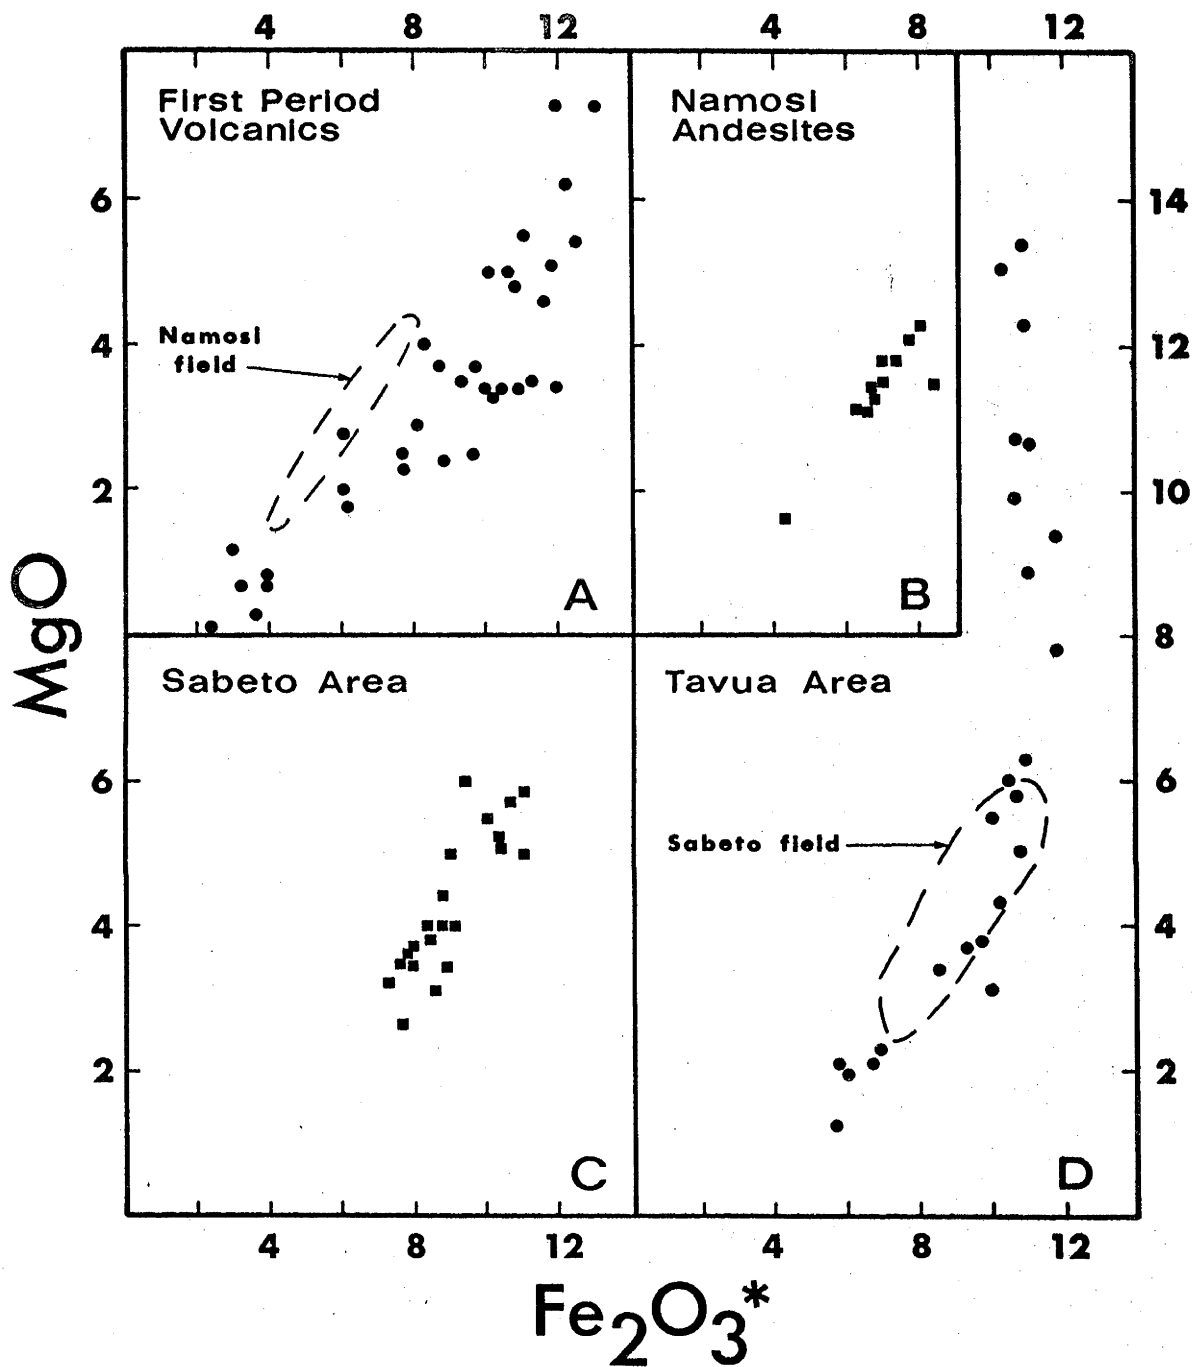 4 8 12 4 8 12
First Period Namosi
Volcanics Andesites
6 14
Namosi
field
4 12
2 10
A B
8
MgO
Sabeto Area Tavua Area
6 6
Sabeto field
4 4
2 2
C D
4 8 12 4 8 12
Fe₂O₃*